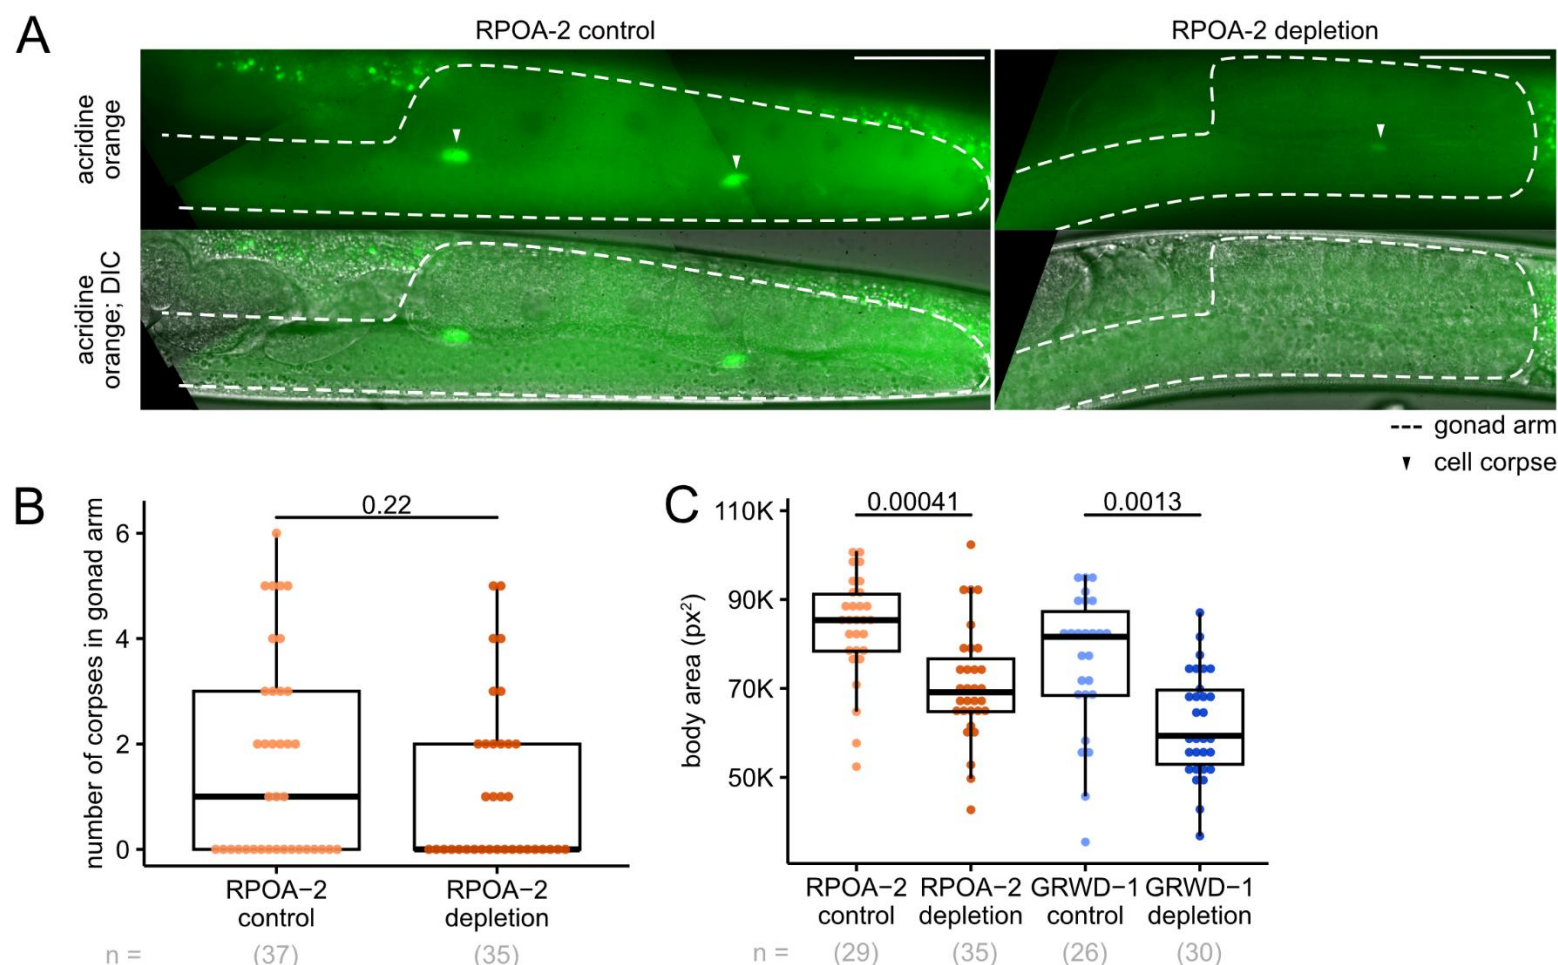 A
RPOA-2 control
RPOA-2 depletion
acridine
orange
acridine
orange; DIC
gonad arm
cell corpse
B
number of corpses in gonad arm
6
4
2
0
0.22
RPOA−2
control
RPOA−2
depletion
n =
(37)
(35)
C
body area (px²)
110K
90K
70K
50K
0.00041
0.0013
RPOA−2
control
RPOA−2
depletion
GRWD−1
control
GRWD−1
depletion
n =
(29)
(35)
(26)
(30)